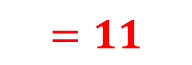 = 11